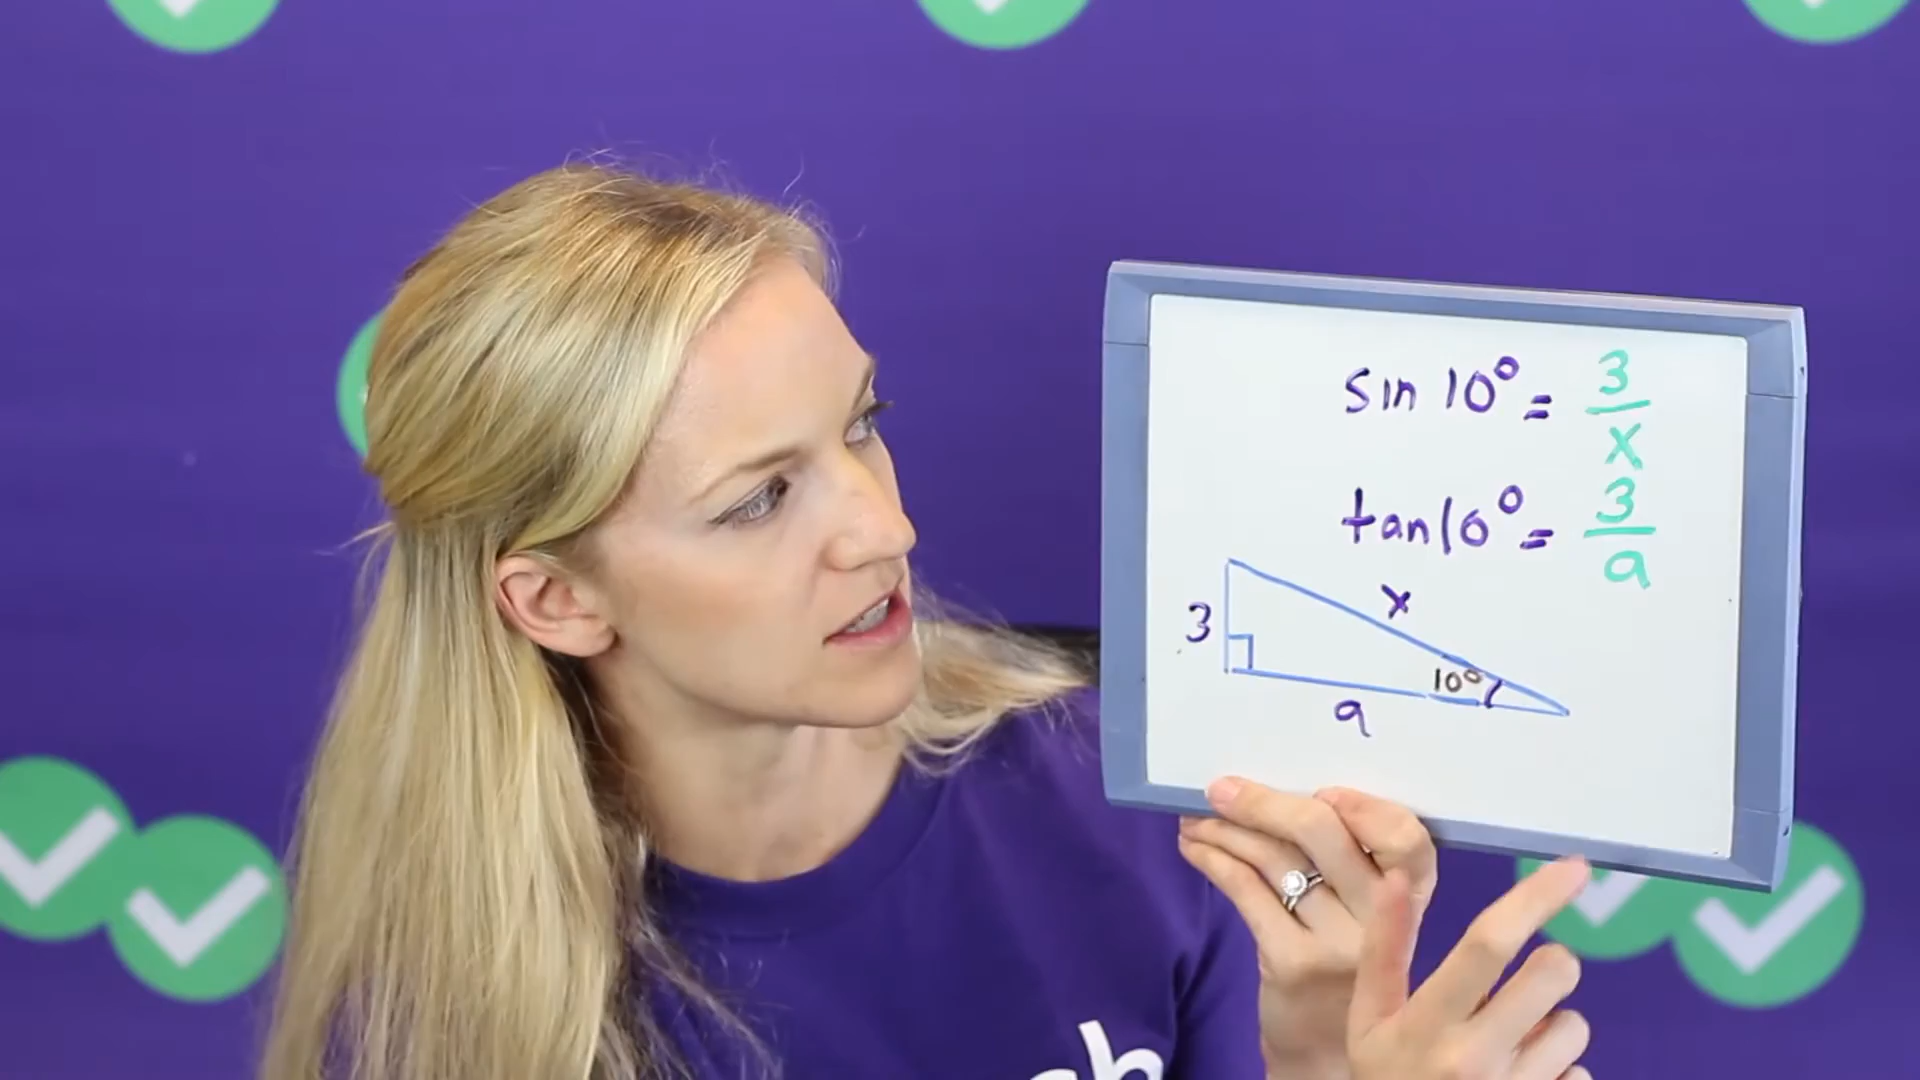 sin 10° = 3/x
tan 10° = 3/a
x
3
10°
a